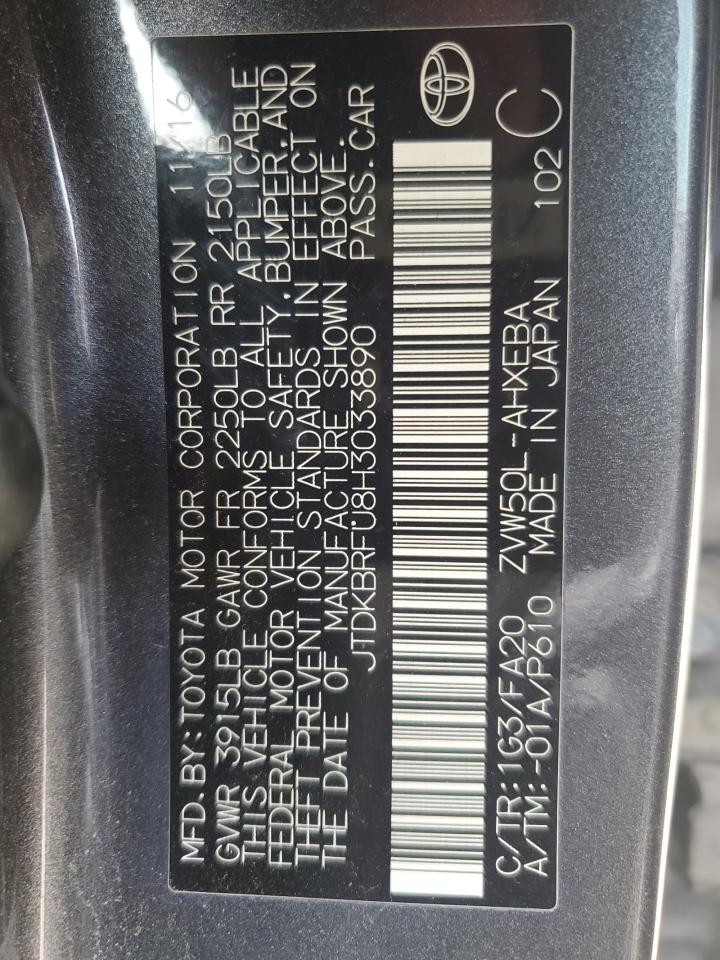 MFD. BY: TOYOTA MOTOR CORPORATION 11/16
GVWR 3915LB GAWR FR 2250LB RR 2150LB
THIS VEHICLE CONFORMS TO ALL APPLICABLE
FEDERAL MOTOR VEHICLE SAFETY, BUMPER, AND
THEFT PREVENTION STANDARDS IN EFFECT ON
THE DATE OF MANUFACTURE SHOWN ABOVE.
JTDKBRFU8H3033890 PASS. CAR
C/TR: 1G3/FA20 ZVW50L-AHXEBA
A/TM: -01A/P610 MADE IN JAPAN 102 C